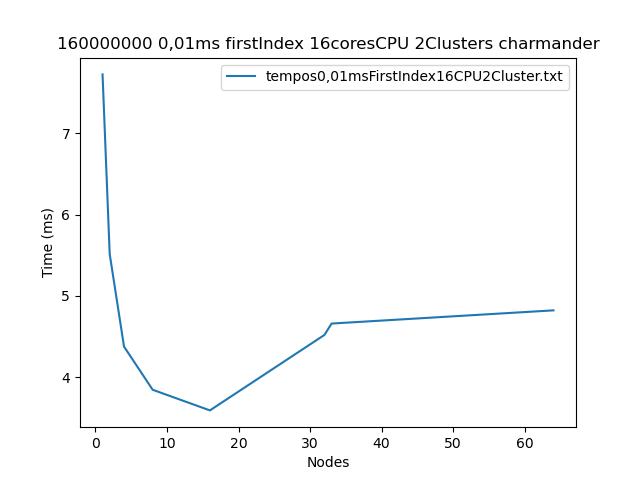 160000000 0,01ms firstIndex 16coresCPU 2Clusters charmander
tempos0,01msFirstIndex16CPU2Cluster.txt
7
6
5
4
Time (ms)
0 10 20 30 40 50 60
Nodes